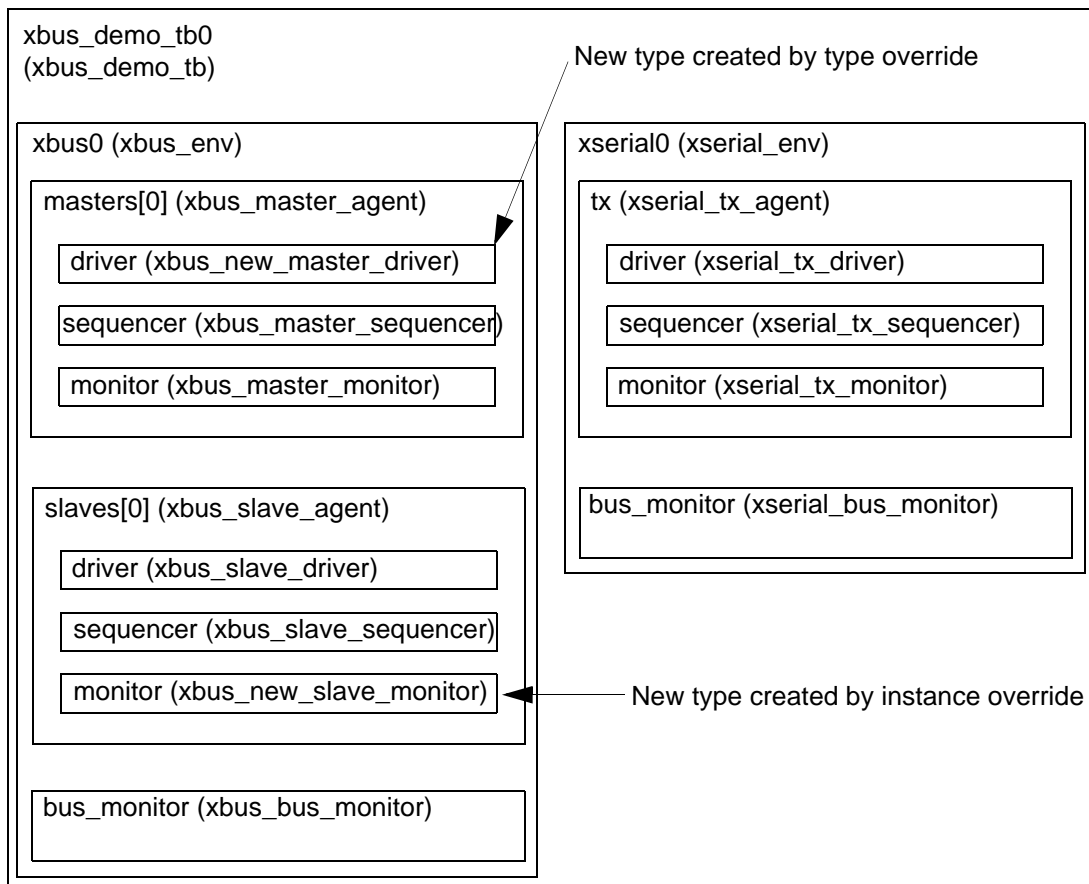 xbus_demo_tb0
(xbus_demo_tb)
New type created by type override
xbus0 (xbus_env)
masters[0] (xbus_master_agent)
driver (xbus_new_master_driver)
sequencer (xbus_master_sequencer)
monitor (xbus_master_monitor)
slaves[0] (xbus_slave_agent)
driver (xbus_slave_driver)
sequencer (xbus_slave_sequencer)
monitor (xbus_new_slave_monitor)
New type created by instance override
bus_monitor (xbus_bus_monitor)
xserial0 (xserial_env)
tx (xserial_tx_agent)
driver (xserial_tx_driver)
sequencer (xserial_tx_sequencer)
monitor (xserial_tx_monitor)
bus_monitor (xserial_bus_monitor)